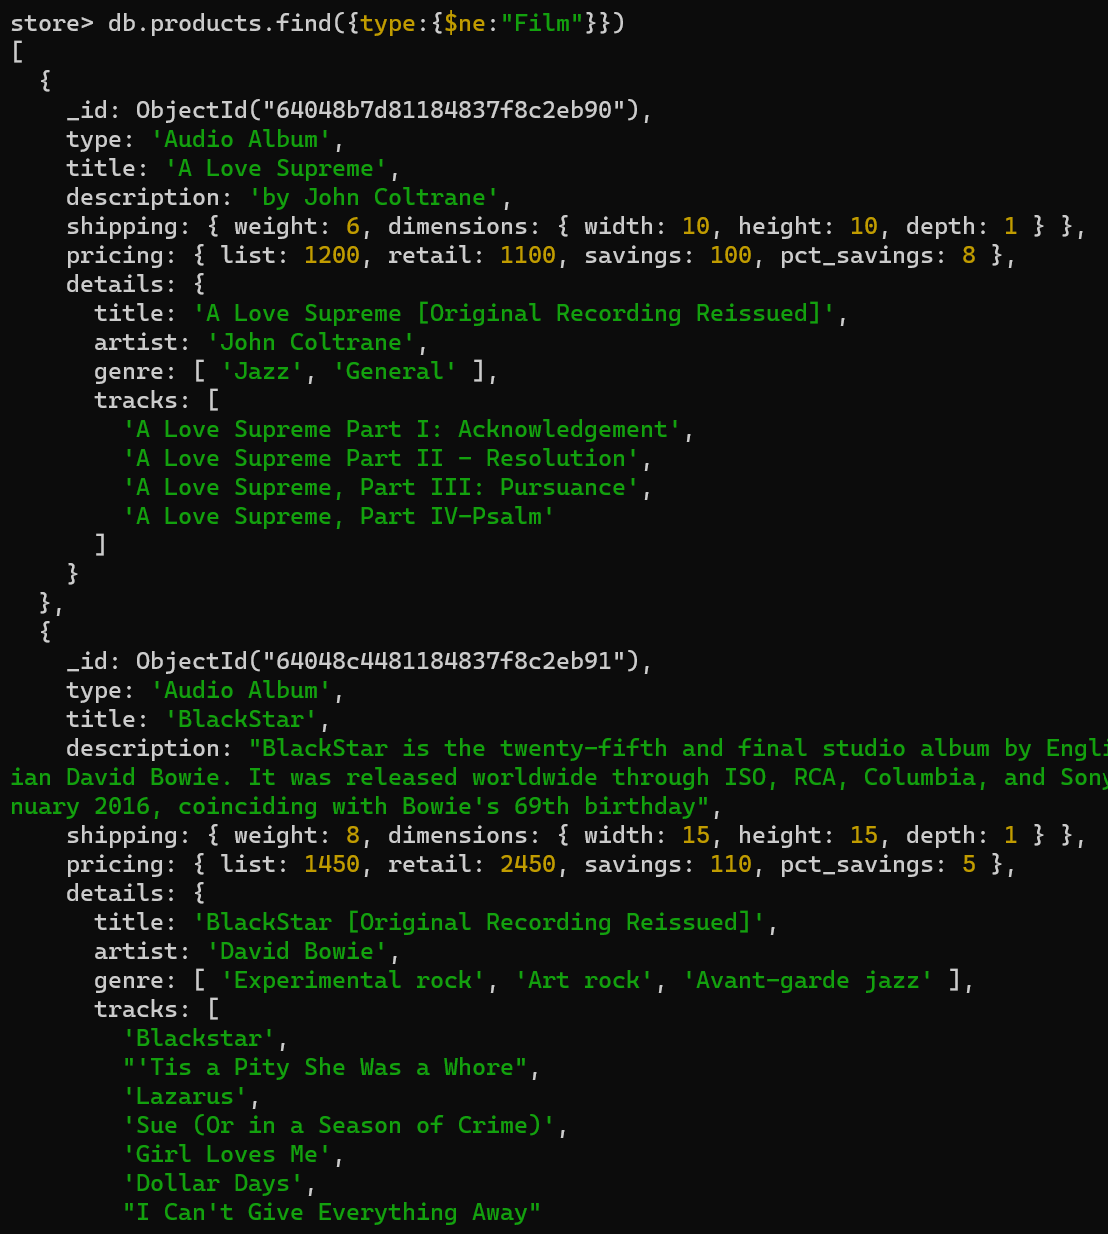 store> db.products.find({type:{$ne:"Film"}})
[
  {
    _id: ObjectId("64048b7d81184837f8c2eb90"),
    type: 'Audio Album',
    title: 'A Love Supreme',
    description: 'by John Coltrane',
    shipping: { weight: 6, dimensions: { width: 10, height: 10, depth: 1 } },
    pricing: { list: 1200, retail: 1100, savings: 100, pct_savings: 8 },
    details: {
      title: 'A Love Supreme [Original Recording Reissued]',
      artist: 'John Coltrane',
      genre: [ 'Jazz', 'General' ],
      tracks: [
        'A Love Supreme Part I: Acknowledgement',
        'A Love Supreme Part II - Resolution',
        'A Love Supreme, Part III: Pursuance',
        'A Love Supreme, Part IV-Psalm'
      ]
    }
  },
  {
    _id: ObjectId("64048c4481184837f8c2eb91"),
    type: 'Audio Album',
    title: 'BlackStar',
    description: "BlackStar is the twenty-fifth and final studio album by Engli
ian David Bowie. It was released worldwide through ISO, RCA, Columbia, and Sony
nuary 2016, coinciding with Bowie's 69th birthday",
    shipping: { weight: 8, dimensions: { width: 15, height: 15, depth: 1 } },
    pricing: { list: 1450, retail: 2450, savings: 110, pct_savings: 5 },
    details: {
      title: 'BlackStar [Original Recording Reissued]',
      artist: 'David Bowie',
      genre: [ 'Experimental rock', 'Art rock', 'Avant-garde jazz' ],
      tracks: [
        'Blackstar',
        "'Tis a Pity She Was a Whore",
        'Lazarus',
        'Sue (Or in a Season of Crime)',
        'Girl Loves Me',
        'Dollar Days',
        "I Can't Give Everything Away"